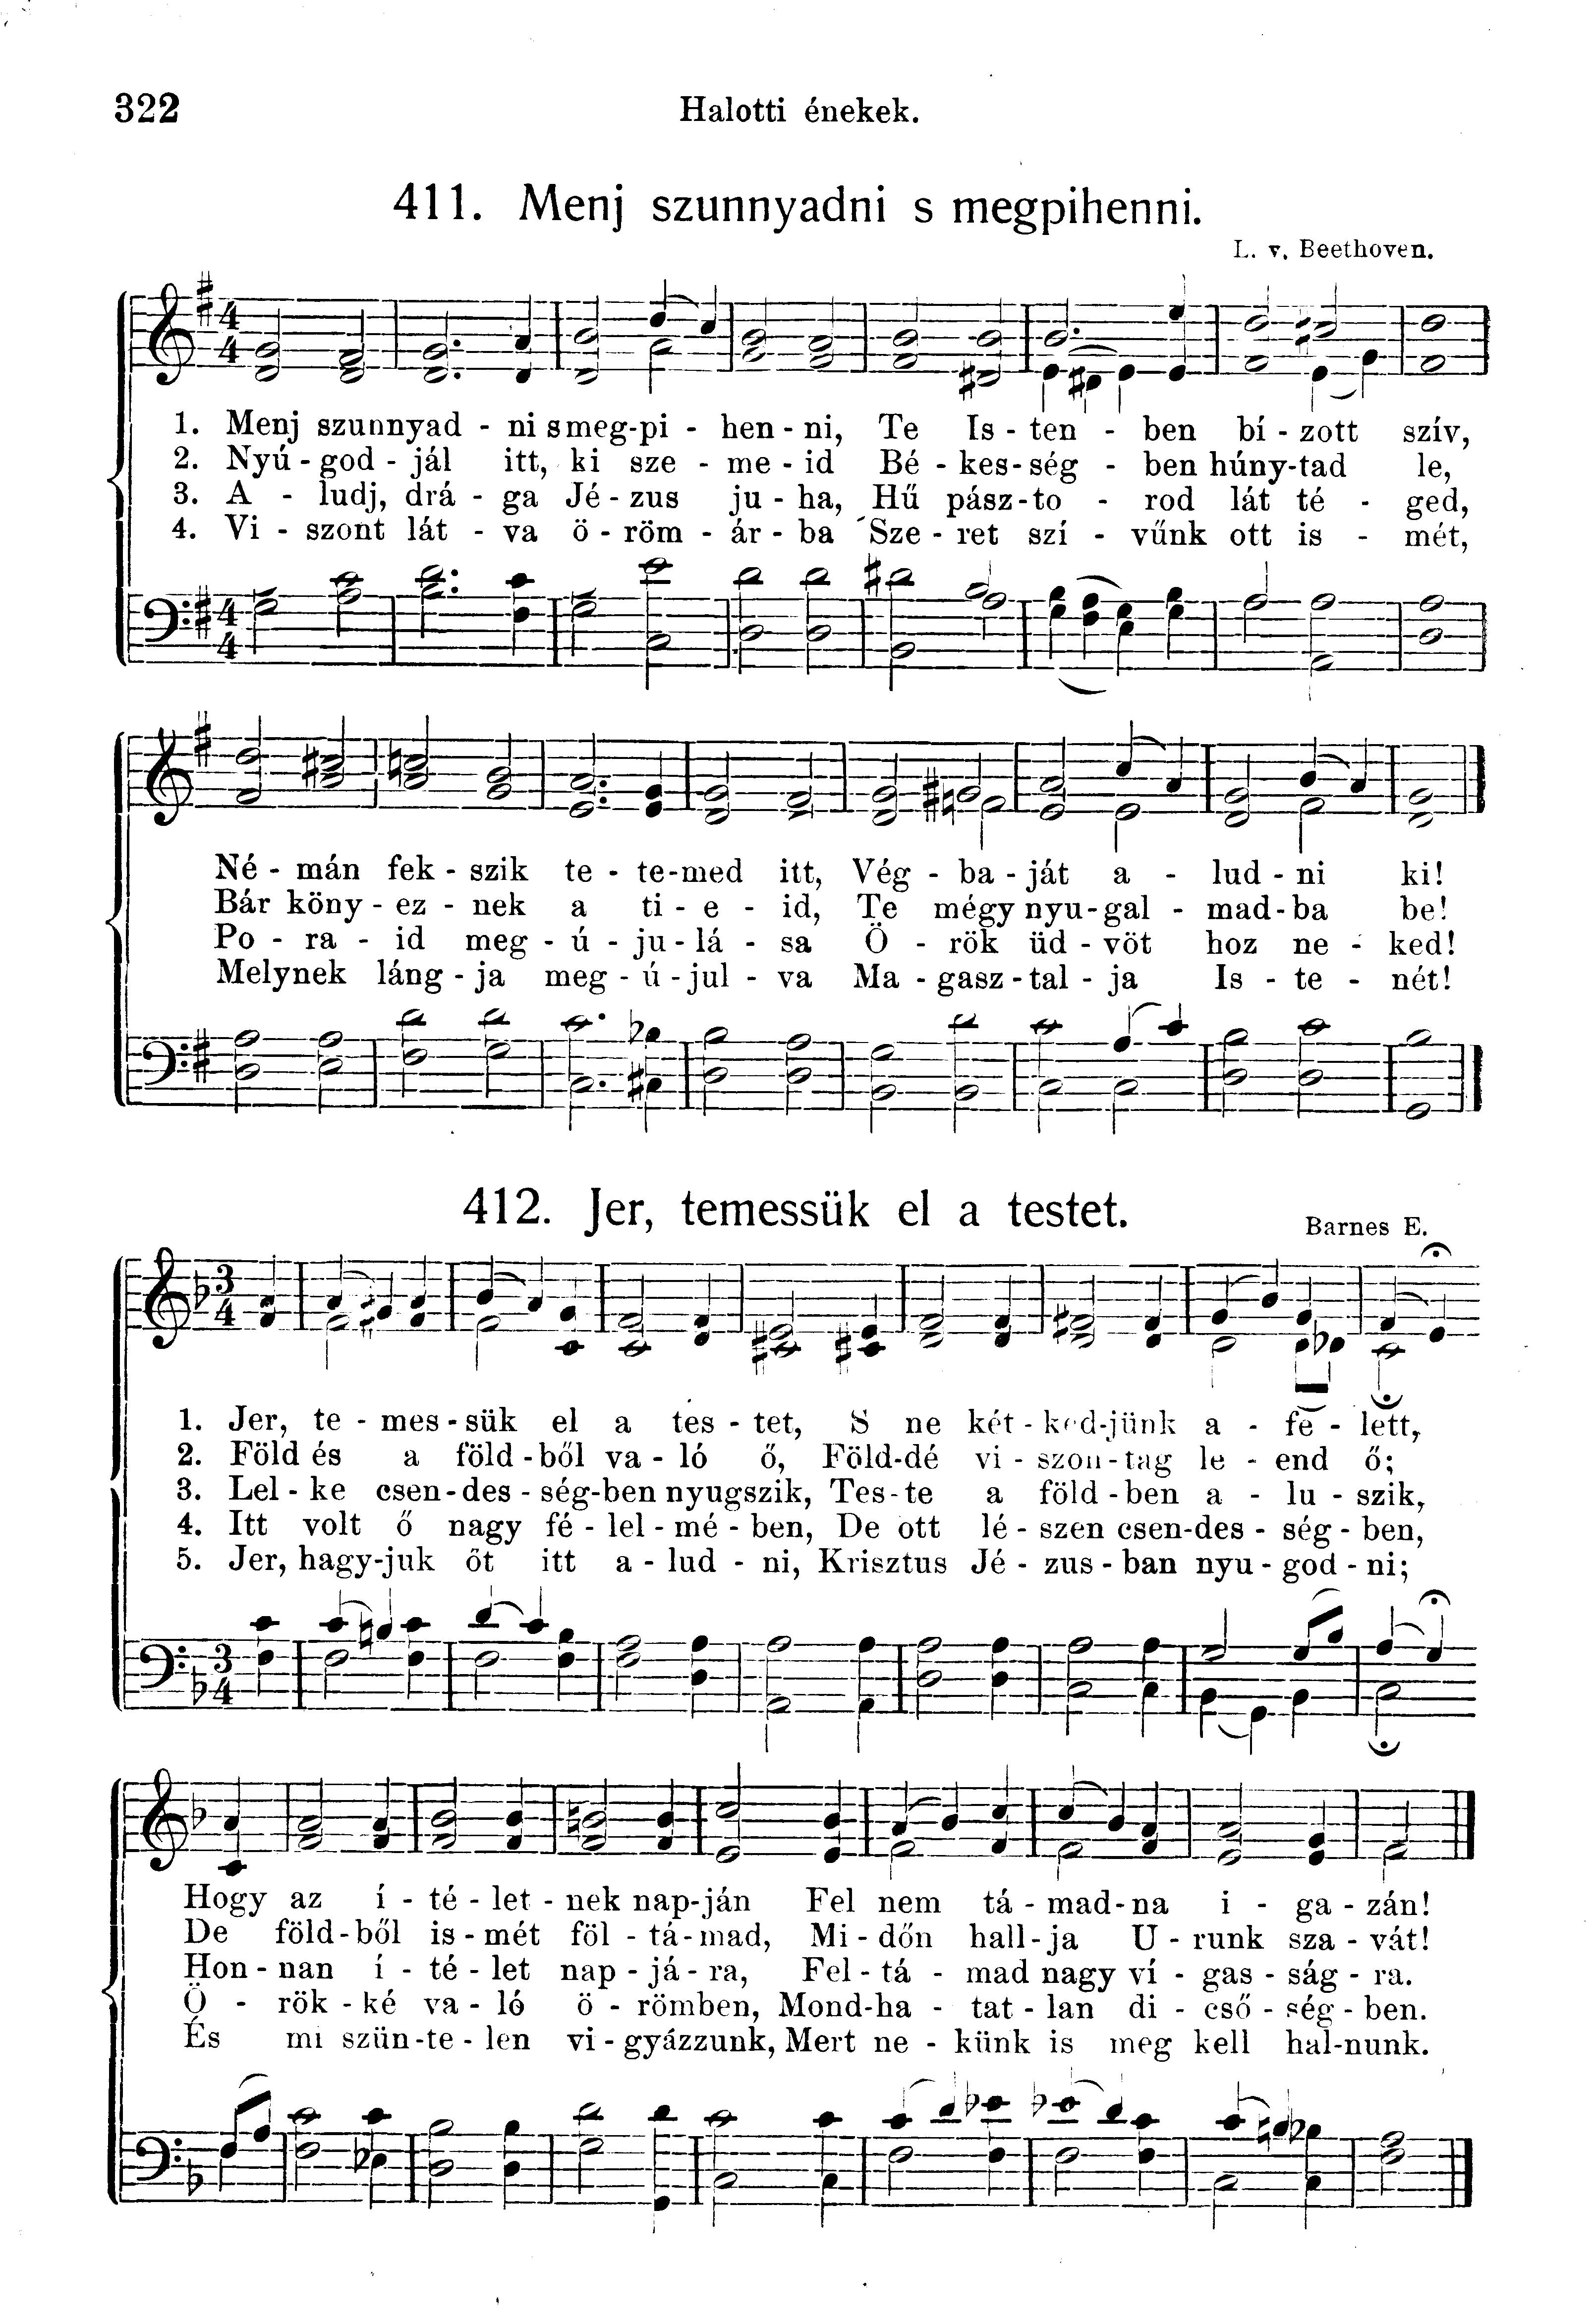 322
Halotti énekek.
411. Menj szunnyadni s megpihenni.
L. v. Beethoven.
4
4
1. Menj szunnyad - ni smeg-pi - hen - ni, Te Is - ten - ben bí - zott szív,
2. Nyú - god - jál itt, ki sze - me - id Bé - kes-ség - ben húny-tad le,
3. A - ludj, drá - ga Jé - zus ju - ha, Hű pász-to - rod lát té - ged,
4. Vi - szont lát - va ö - röm - ár - ba Sze - ret szí - vűnk ott is - mét,
4
4
Né - mán fek - szik te - te-med itt, Vég - ba - ját a - lud - ni ki!
Bár köny - ez - nek a ti - e - id, Te mégy nyu-gal - mad-ba be!
Po - ra - id meg - ú - ju - lá - sa Ö - rök üd - vöt hoz ne - ked!
Melynek láng - ja meg - ú - jul - va Ma - gasz - tal - ja Is - te - nét!
412. Jer, temessük el a testet.
Barnes E.
3
4
1. Jer, te - mes - sük el a tes - tet, S ne két - ked-jünk a - fe - lett,
2. Föld és a föld - ből va - ló ő, Föld-dé vi - szon - tag le - end ő;
3. Lel - ke csen - des - ség-ben nyugszik, Tes-te a föld - ben a - lu - szik,
4. Itt volt ő nagy fé - lel - mé - ben, De ott lé - szen csen-des - ség - ben,
5. Jer, hagy-juk őt itt a - lud - ni, Krisztus Jé - zus - ban nyu - god - ni;
3
4
Hogy az í - té - let - nek nap-ján Fel nem tá - mad-na i - ga - zán!
De föld-ből is - mét föl - tá-mad, Mi - dőn hall-ja U - runk sza - vát!
Hon - nan í - té - let nap - já - ra, Fel - tá - mad nagy ví - gas - ság - ra.
Ö - rök - ké va - ló ö - römben, Mond-ha - tat - lan di - cső - ség - ben.
És mi szün-te - len vi - gyázzunk, Mert ne - künk is meg kell hal-nunk.